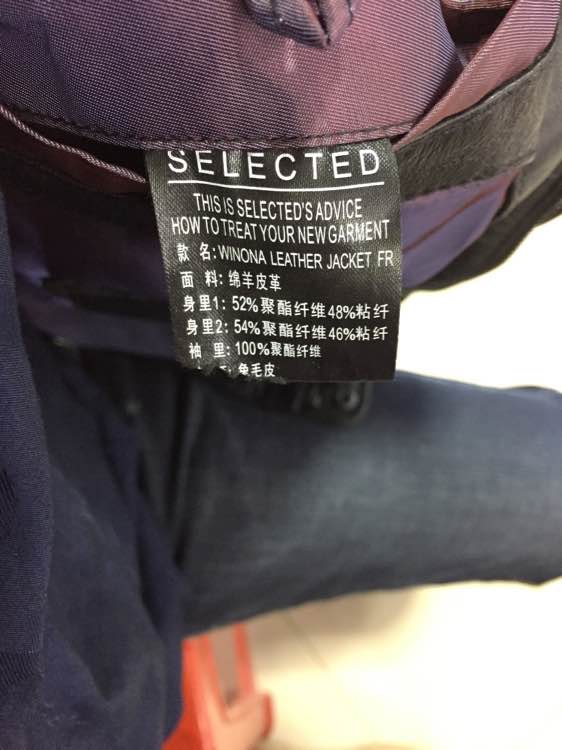 SELECTED
THIS IS SELECTED'S ADVICE
HOW TO TREAT YOUR NEW GARMENT
款 名: WINONA LEATHER JACKET FR
面 料: 绵羊皮革
身里1: 52%聚酯纤维48%粘纤
身里2: 54%聚酯纤维46%粘纤
袖 里: 100%聚酯纤维
兔毛皮